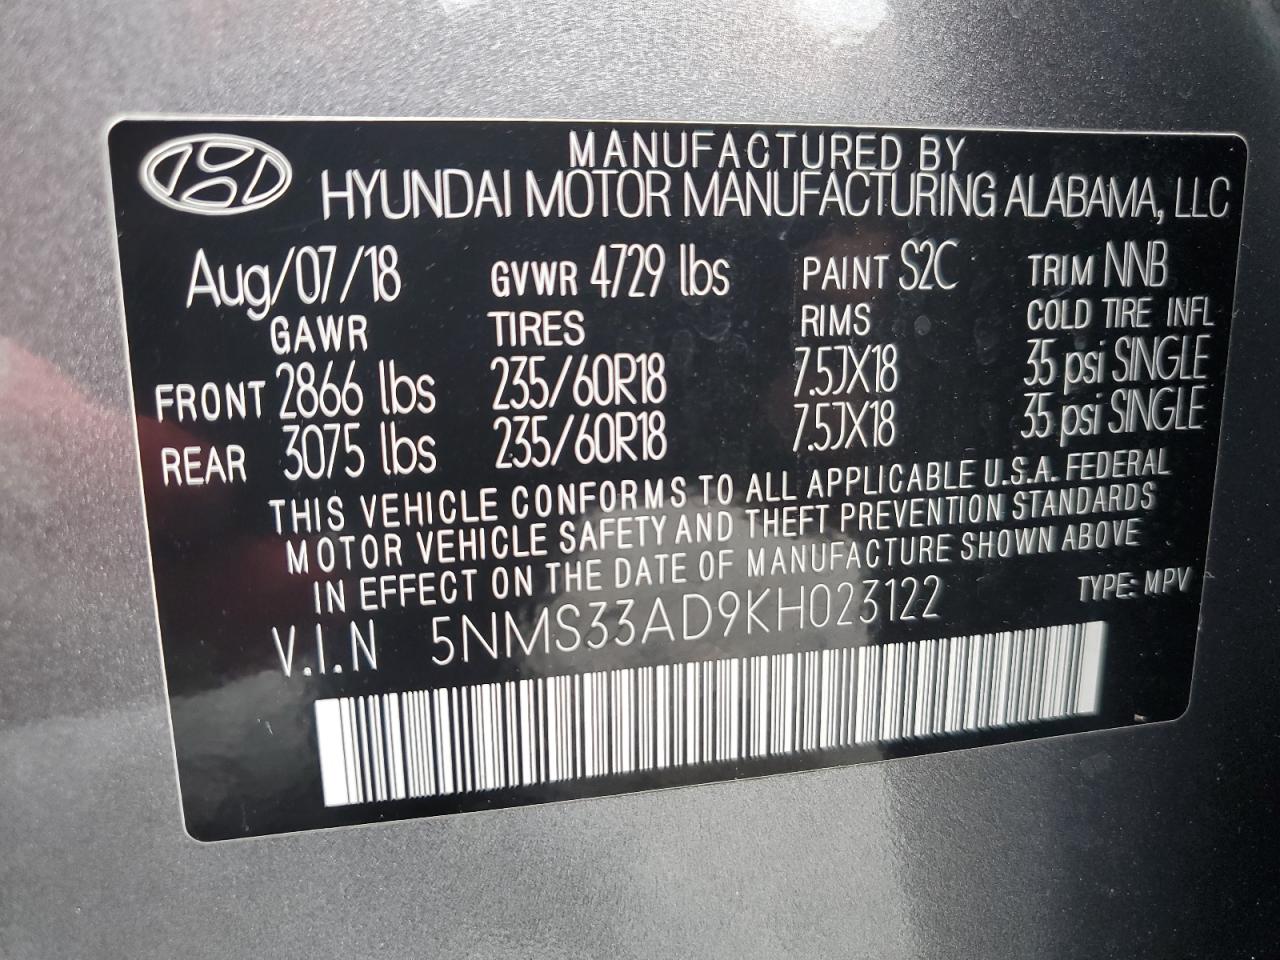 MANUFACTURED BY
HYUNDAI MOTOR MANUFACTURING ALABAMA, LLC
Aug/07/18 GVWR 4729 lbs PAINT S2C TRIM NNB
GAWR TIRES RIMS COLD TIRE INFL
FRONT 2866 lbs 235/60R18 7.5JX18 35 psi SINGLE
REAR 3075 lbs 235/60R18 7.5JX18 35 psi SINGLE
THIS VEHICLE CONFORMS TO ALL APPLICABLE U.S.A. FEDERAL
MOTOR VEHICLE SAFETY AND THEFT PREVENTION STANDARDS
IN EFFECT ON THE DATE OF MANUFACTURE SHOWN ABOVE
V.I.N 5NMS33AD9KH023122 TYPE: MPV